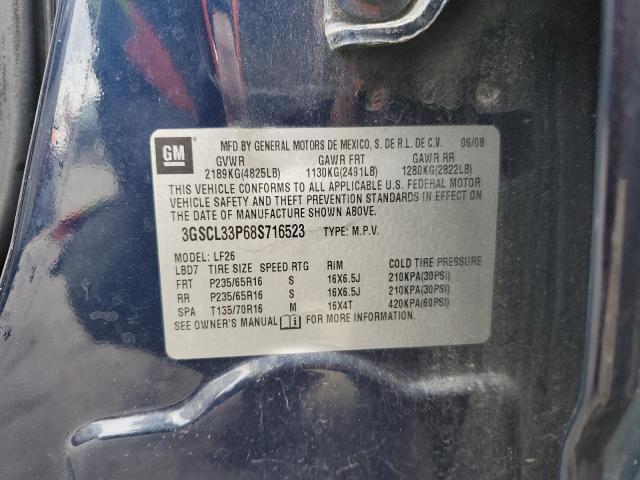 GM
MFD BY GENERAL MOTORS DE MEXICO, S. DE R.L. DE C.V. 06/08
GVWR GAWR FRT GAWR RR
2189KG(4825LB) 1130KG(2491LB) 1280KG(2822LB)
THIS VEHICLE CONFORMS TO ALL APPLICABLE U.S. FEDERAL MOTOR
VEHICLE SAFETY AND THEFT PREVENTION STANDARDS IN EFFECT ON
THE DATE OF MANUFACTURE SHOWN ABOVE.
3GSCL33P68S716523 TYPE: M.P.V.
MODEL: LF26
LBD7 TIRE SIZE SPEED RTG RIM COLD TIRE PRESSURE
FRT P235/65R16 S 16X6.5J 210KPA(30PSI)
RR P235/65R16 S 16X6.5J 210KPA(30PSI)
SPA T135/70R16 M 16X4T 420KPA(60PSI)
SEE OWNER'S MANUAL FOR MORE INFORMATION.